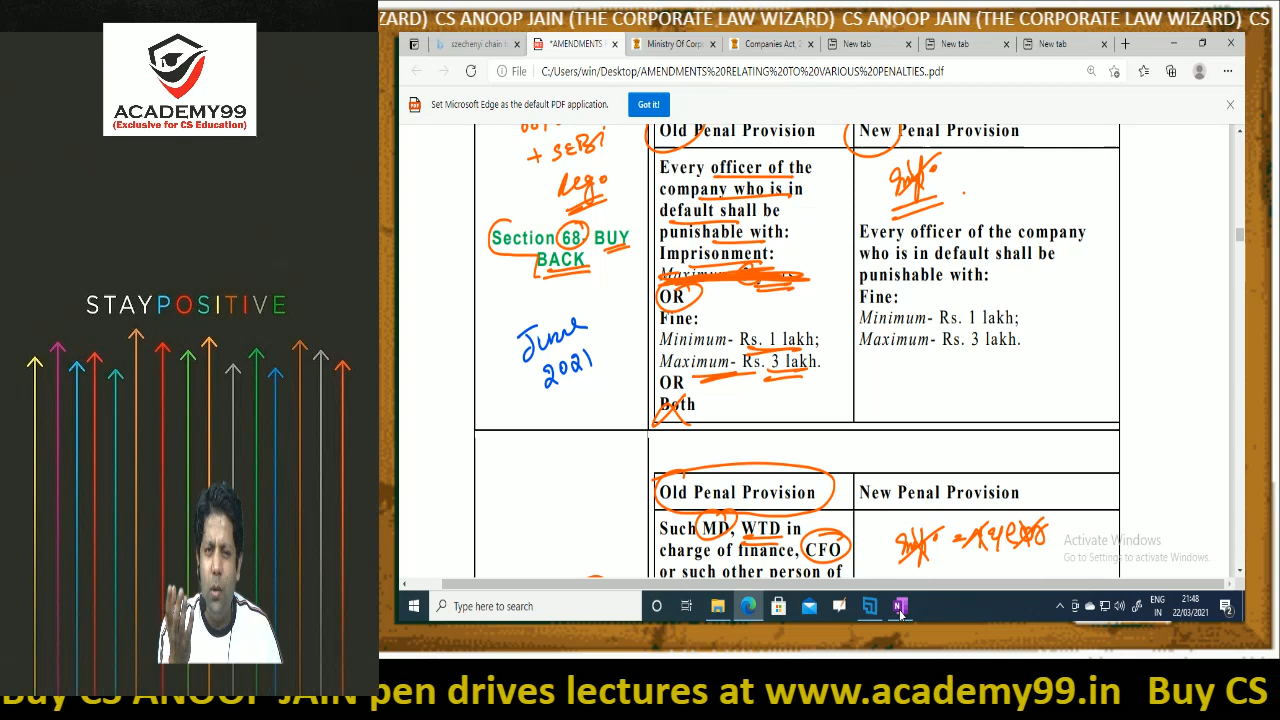 ZARD) CS ANOOP JAIN (THE CORPORATE LAW WIZARD) CS ANOOP JAIN (THE CORPORATE LAW WIZARD) CS
ACADEMY99
(Exclusive for CS Education)
STAYPOSITIVE
szechenyi chain b
*AMENDMENTS
Ministry Of Corp
Companies Act, 2
New tab
New tab
New tab
File
C:/Users/win/Desktop/AMENDMENTS%20RELATING%20TO%20VARIOUS%20PENALTIES..pdf
Set Microsoft Edge as the default PDF application.
Got it!
+ SEBI
Rego
Section 68- BUY
BACK
June
2021
Old Penal Provision
Every officer of the
company who is in
default shall be
punishable with:
Imprisonment:
OR
Fine:
Minimum- Rs. 1 lakh;
Maximum- Rs. 3 lakh.
OR
Both
New Penal Provision
Every officer of the company
who is in default shall be
punishable with:
Fine:
Minimum- Rs. 1 lakh;
Maximum- Rs. 3 lakh.
Old Penal Provision
Such MD, WTD in
charge of finance, CFO
or such other person of
New Penal Provision
Activate Windows
Go to Settings to activate Windows.
Type here to search
ENG
IN
21:48
22/03/2021
2
Buy CS ANOOP JAIN pen drives lectures at www.academy99.in Buy CS